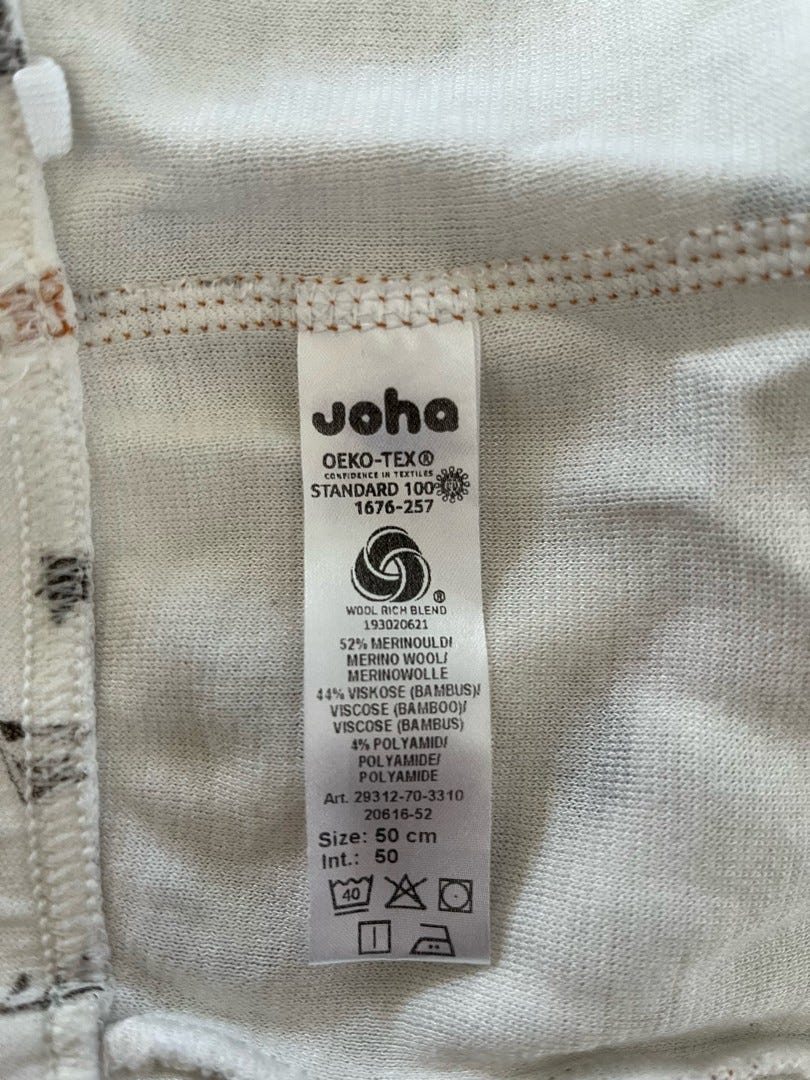 Joha
OEKO-TEX®
CONFIDENCE IN TEXTILES
STANDARD 100
1676-257
®
WOOL RICH BLEND
193020621
52% MERINOULD/
MERINO WOOL/
MERINOWOLLE
44% VISKOSE (BAMBUS)/
VISCOSE (BAMBOO)/
VISCOSE (BAMBUS)
4% POLYAMID/
POLYAMIDE/
POLYAMIDE
Art. 29312-70-3310
20616-52
Size: 50 cm
Int.: 50
40